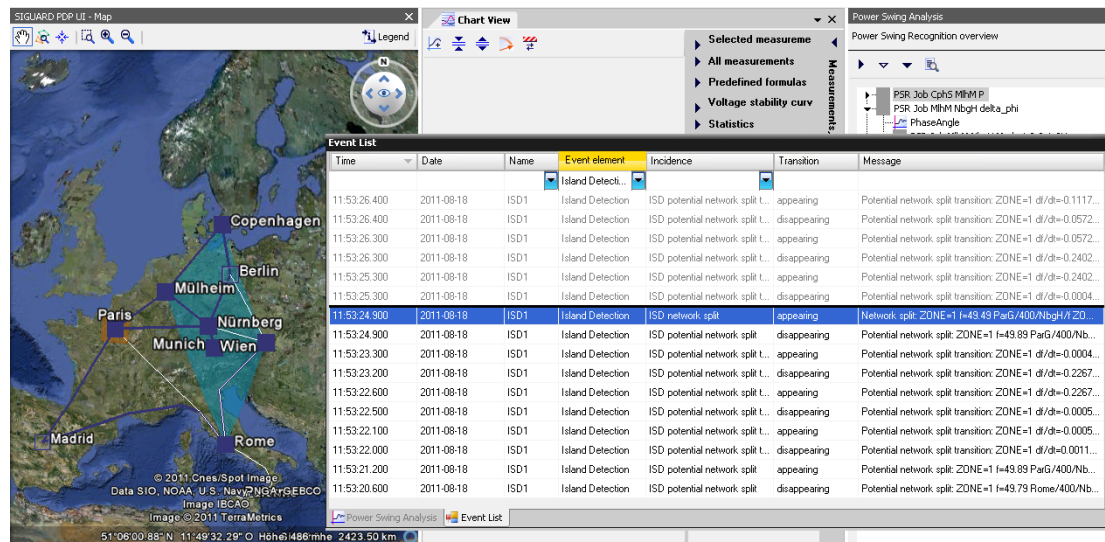 SIGUARD PDP UI - Map
Legend
N
Copenhagen
Berlin
Mülheim
Paris
Nürnberg
Munich Wien
Madrid
Rome
© 2011 Cnes/Spot Image
Data SIO, NOAA, U.S. Navy, NGA, GEBCO
Image IBCAO
Image © 2011 TerraMetrics
51°06'00.88" N 11°49'32.29" O Höhe 2423.50 km
Chart View
Selected measureme
All measurements
Predefined formulas
Voltage stability curv
Statistics
Measurements,
Power Swing Analysis
Power Swing Recognition overview
PSR Job CphS MlhM P
PSR Job MlhM NbgH delta_phi
PhaseAngle
Event List
Time Date Name Event element Incidence Transition Message
Island Detecti...
11:53:26.400 2011-08-18 ISD1 Island Detection ISD potential network split t... appearing Potential network split transition: ZONE=1 df/dt=-0.1117...
11:53:26.400 2011-08-18 ISD1 Island Detection ISD potential network split t... disappearing Potential network split transition: ZONE=1 df/dt=-0.0572...
11:53:26.300 2011-08-18 ISD1 Island Detection ISD potential network split t... appearing Potential network split transition: ZONE=1 df/dt=-0.0572...
11:53:26.300 2011-08-18 ISD1 Island Detection ISD potential network split t... disappearing Potential network split transition: ZONE=1 df/dt=-0.2402...
11:53:25.300 2011-08-18 ISD1 Island Detection ISD potential network split t... appearing Potential network split transition: ZONE=1 df/dt=-0.2402...
11:53:25.300 2011-08-18 ISD1 Island Detection ISD potential network split t... disappearing Potential network split transition: ZONE=1 df/dt=-0.0004...
11:53:24.900 2011-08-18 ISD1 Island Detection ISD network split appearing Network split: ZONE=1 f=49.49 ParG/400/NbgH/f ZO...
11:53:24.900 2011-08-18 ISD1 Island Detection ISD potential network split disappearing Potential network split: ZONE=1 f=49.89 ParG/400/Nb...
11:53:23.300 2011-08-18 ISD1 Island Detection ISD potential network split t... appearing Potential network split transition: ZONE=1 df/dt=-0.0004...
11:53:23.200 2011-08-18 ISD1 Island Detection ISD potential network split t... disappearing Potential network split transition: ZONE=1 df/dt=-0.2267...
11:53:22.600 2011-08-18 ISD1 Island Detection ISD potential network split t... appearing Potential network split transition: ZONE=1 df/dt=-0.2267...
11:53:22.500 2011-08-18 ISD1 Island Detection ISD potential network split t... disappearing Potential network split transition: ZONE=1 df/dt=-0.0005...
11:53:22.100 2011-08-18 ISD1 Island Detection ISD potential network split t... appearing Potential network split transition: ZONE=1 df/dt=-0.0005...
11:53:22.000 2011-08-18 ISD1 Island Detection ISD potential network split t... disappearing Potential network split transition: ZONE=1 df/dt=0.0011...
11:53:21.200 2011-08-18 ISD1 Island Detection ISD potential network split appearing Potential network split: ZONE=1 f=49.89 ParG/400/Nb...
11:53:20.600 2011-08-18 ISD1 Island Detection ISD potential network split disappearing Potential network split: ZONE=1 f=49.79 Rome/400/Nb...
Power Swing Analysis Event List